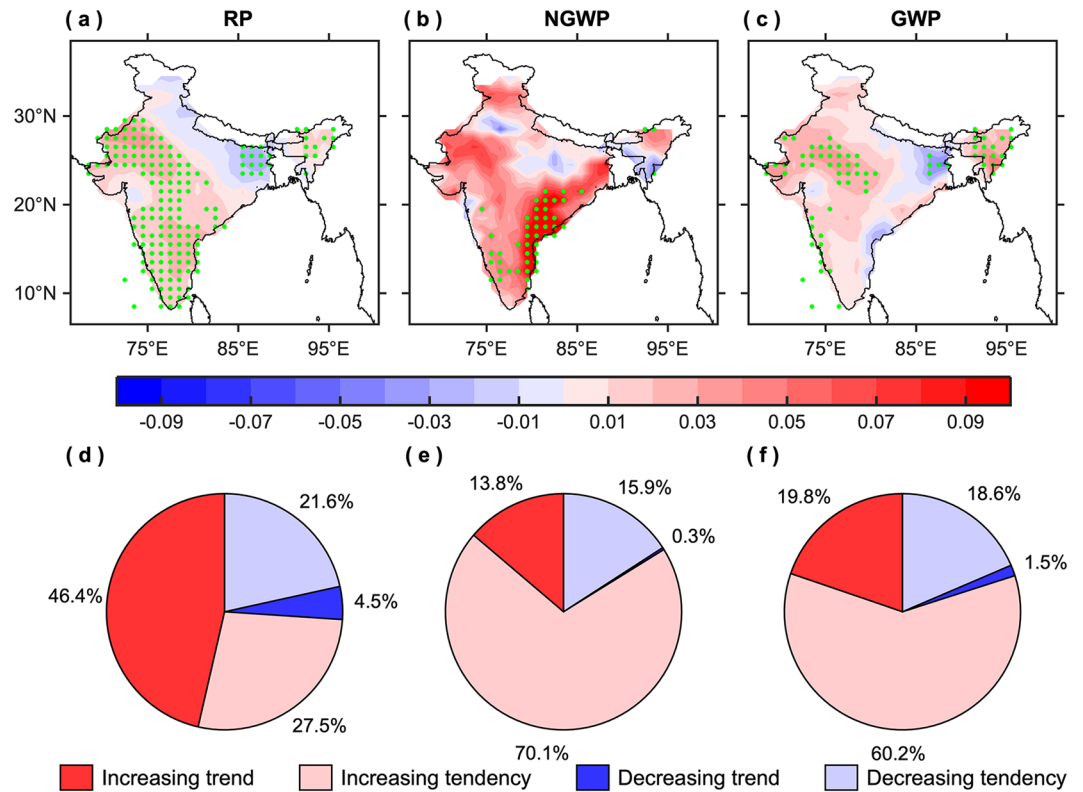 ( a ) RP ( b ) NGWP ( c ) GWP
30°N
20°N
10°N
75°E 85°E 95°E 75°E 85°E 95°E 75°E 85°E 95°E
-0.09 -0.07 -0.05 -0.03 -0.01 0.01 0.03 0.05 0.07 0.09
( d ) ( e ) ( f )
21.6% 13.8% 15.9% 19.8% 18.6%
0.3%
1.5%
46.4% 4.5%
27.5%
70.1% 60.2%
Increasing trend Increasing tendency Decreasing trend Decreasing tendency